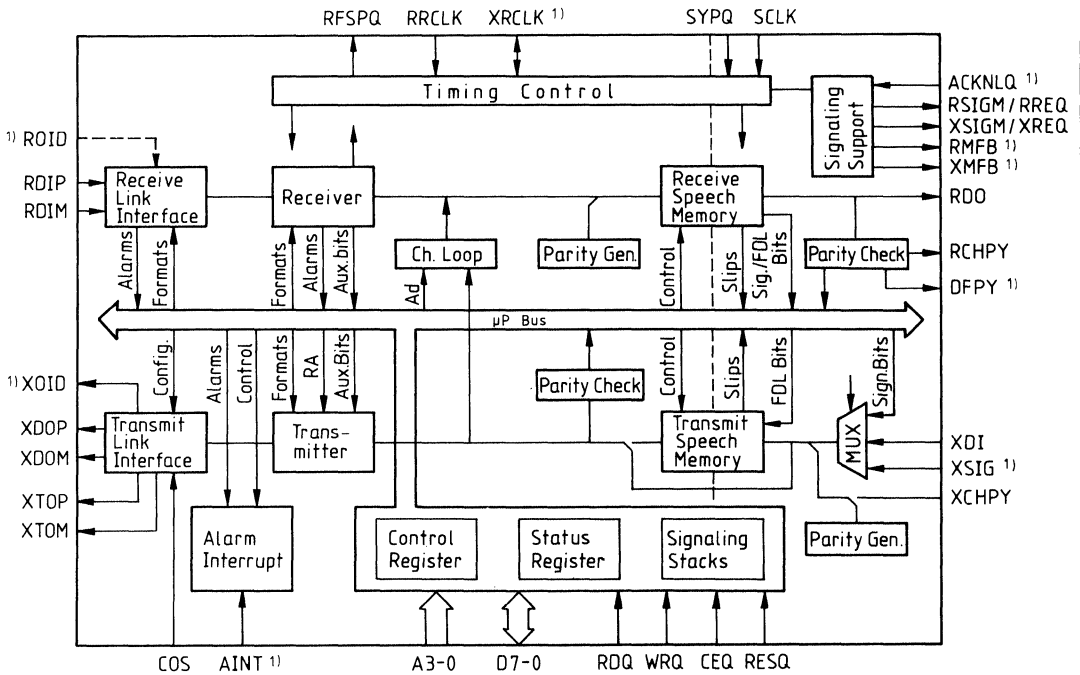 RFSPQ RRCLK XRCLK 1) SYPQ SCLK
Timing Control
Signaling
Support
ACKNLQ 1)
RSIGM/RREQ
XSIGM/XREQ
RMFB 1)
XMFB 1)
1) ROID
RDIP
RDIM
Receive
Link
Interface
Receiver
Receive
Speech
Memory
RDO
Ch. Loop
Parity Gen.
Parity Check
RCHPY
DFPY 1)
Alarms
Formats
Formats
Alarms
Aux.bits
Ad
Control
Slips
Sig./FDL
Bits
µP Bus
Config.
Alarms
Control
Formats
RA
Aux.Bits
Parity Check
Control
Slips
FDL Bits
Sign.Bits
1) XOID
XDOP
XDOM
XTOP
XTOM
Transmit
Link
Interface
Trans-
mitter
Transmit
Speech
Memory
MUX
XDI
XSIG 1)
XCHPY
Parity Gen.
Alarm
Interrupt
Control
Register
Status
Register
Signaling
Stacks
COS AINT 1) A3-0 D7-0 RDQ WRQ CEQ RESQ